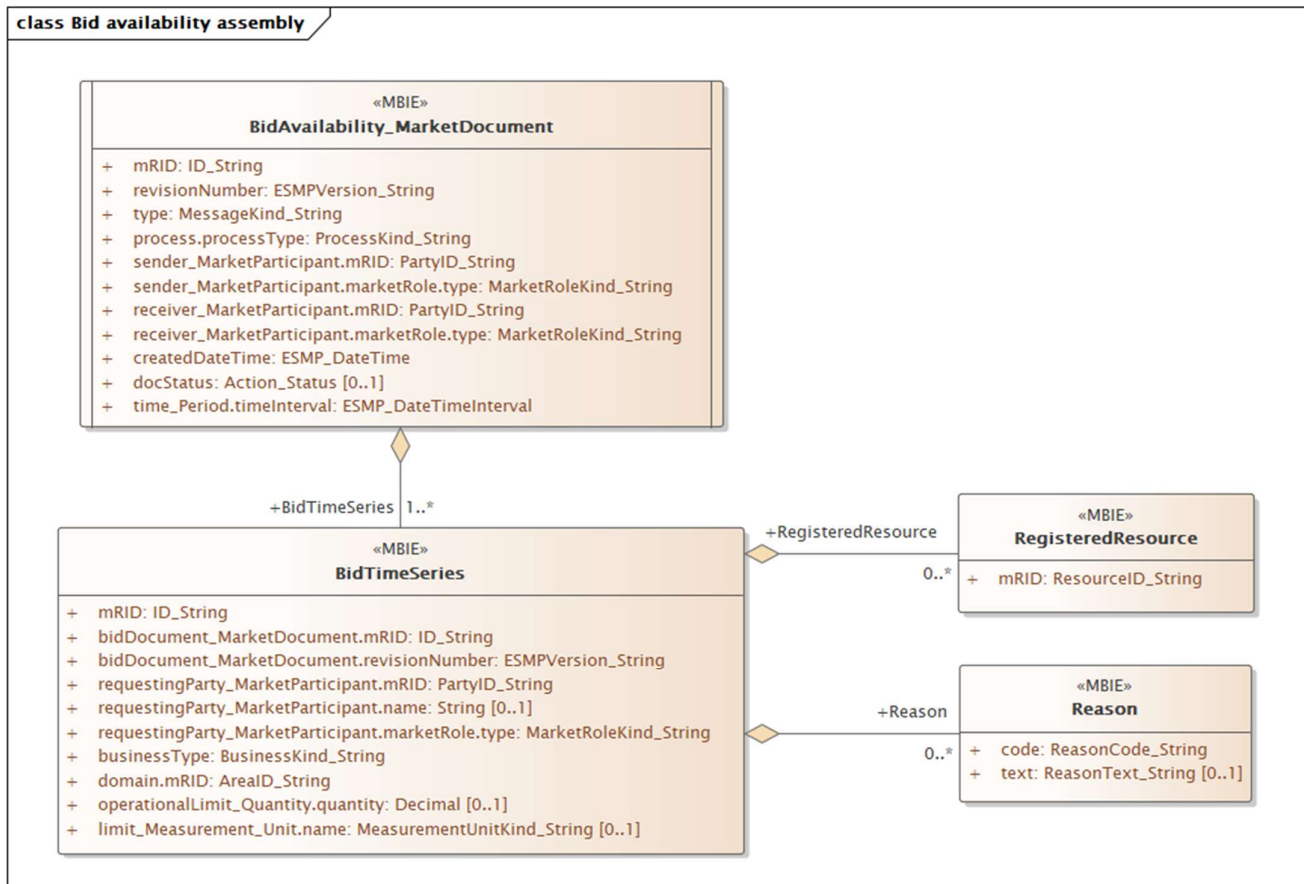 class Bid availability assembly
«MBIE»
BidAvailability_MarketDocument
+ mRID: ID_String
+ revisionNumber: ESMPVersion_String
+ type: MessageKind_String
+ process.processType: ProcessKind_String
+ sender_MarketParticipant.mRID: PartyID_String
+ sender_MarketParticipant.marketRole.type: MarketRoleKind_String
+ receiver_MarketParticipant.mRID: PartyID_String
+ receiver_MarketParticipant.marketRole.type: MarketRoleKind_String
+ createdDateTime: ESMP_DateTime
+ docStatus: Action_Status [0..1]
+ time_Period.timeInterval: ESMP_DateTimeInterval
+BidTimeSeries 1..*
«MBIE»
BidTimeSeries
+ mRID: ID_String
+ bidDocument_MarketDocument.mRID: ID_String
+ bidDocument_MarketDocument.revisionNumber: ESMPVersion_String
+ requestingParty_MarketParticipant.mRID: PartyID_String
+ requestingParty_MarketParticipant.name: String [0..1]
+ requestingParty_MarketParticipant.marketRole.type: MarketRoleKind_String
+ businessType: BusinessKind_String
+ domain.mRID: AreaID_String
+ operationalLimit_Quantity.quantity: Decimal [0..1]
+ limit_Measurement_Unit.name: MeasurementUnitKind_String [0..1]
+RegisteredResource
0..*
«MBIE»
RegisteredResource
+ mRID: ResourceID_String
+Reason
0..*
«MBIE»
Reason
+ code: ReasonCode_String
+ text: ReasonText_String [0..1]